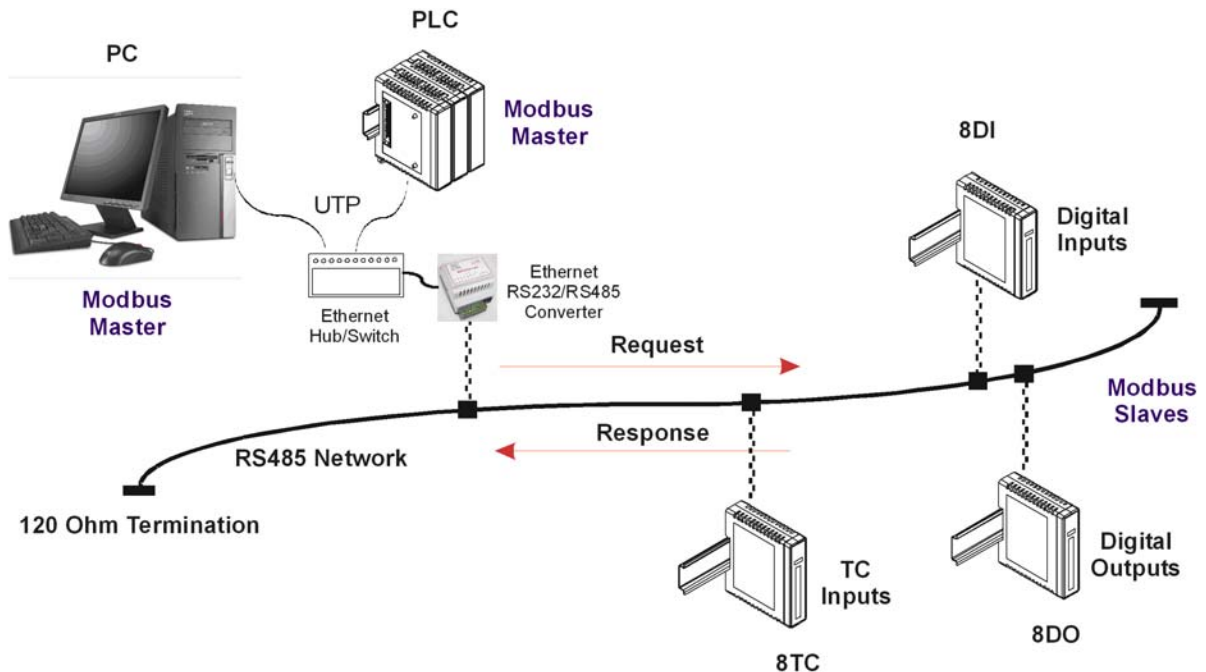 PLC
PC
Modbus
Master
8DI
UTP
Digital
Inputs
Ethernet
RS232/RS485
Converter
Modbus
Master
Ethernet
Hub/Switch
Request
Modbus
Slaves
Response
RS485 Network
120 Ohm Termination
TC
Inputs
Digital
Outputs
8DO
8TC